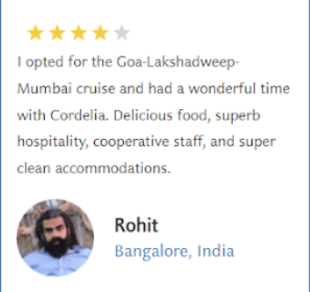 I opted for the Goa-Lakshadweep-
Mumbai cruise and had a wonderful time
with Cordelia. Delicious food, superb
hospitality, cooperative staff, and super
clean accommodations.
Rohit
Bangalore, India